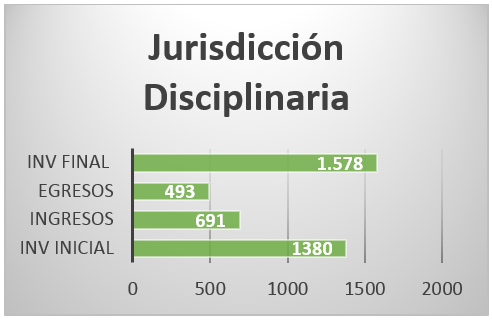 Jurisdicción
Disciplinaria
INV FINAL 1.578
EGRESOS 493
INGRESOS 691
INV INICIAL 1380
0 500 1000 1500 2000